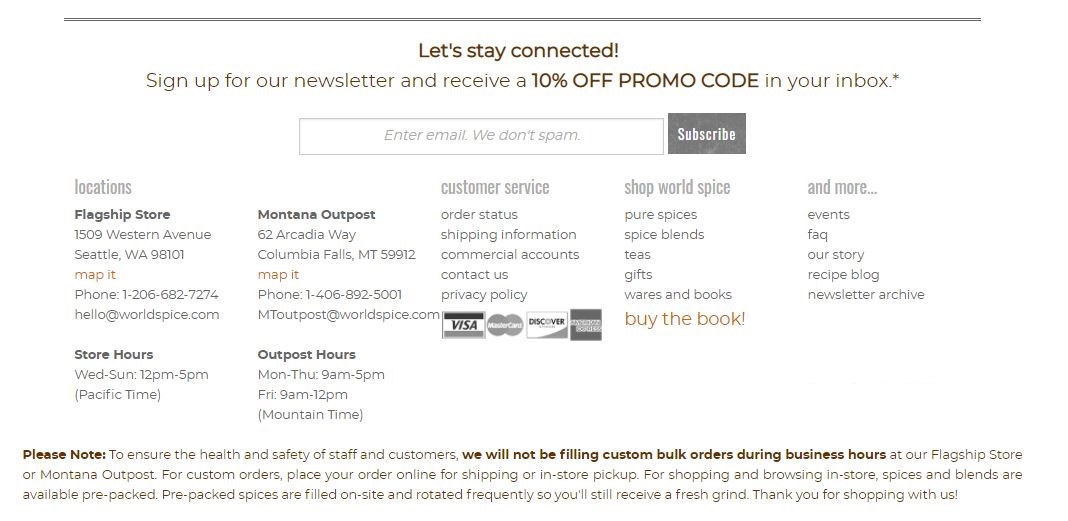 Let's stay connected!
Sign up for our newsletter and receive a 10% OFF PROMO CODE in your inbox.*
Enter email. We don't spam.
Subscribe
locations
Flagship Store
1509 Western Avenue
Seattle, WA 98101
map it
Phone: 1-206-682-7274
hello@worldspice.com
Store Hours
Wed-Sun: 12pm-5pm
(Pacific Time)
Montana Outpost
62 Arcadia Way
Columbia Falls, MT 59912
map it
Phone: 1-406-892-5001
MToutpost@worldspice.com
Outpost Hours
Mon-Thu: 9am-5pm
Fri: 9am-12pm
(Mountain Time)
customer service
order status
shipping information
commercial accounts
contact us
privacy policy
VISA MasterCard DISCOVER AMERICAN EXPRESS
shop world spice
pure spices
spice blends
teas
gifts
wares and books
buy the book!
and more...
events
faq
our story
recipe blog
newsletter archive
Please Note: To ensure the health and safety of staff and customers, we will not be filling custom bulk orders during business hours at our Flagship Store
or Montana Outpost. For custom orders, place your order online for shipping or in-store pickup. For shopping and browsing in-store, spices and blends are
available pre-packed. Pre-packed spices are filled on-site and rotated frequently so you'll still receive a fresh grind. Thank you for shopping with us!